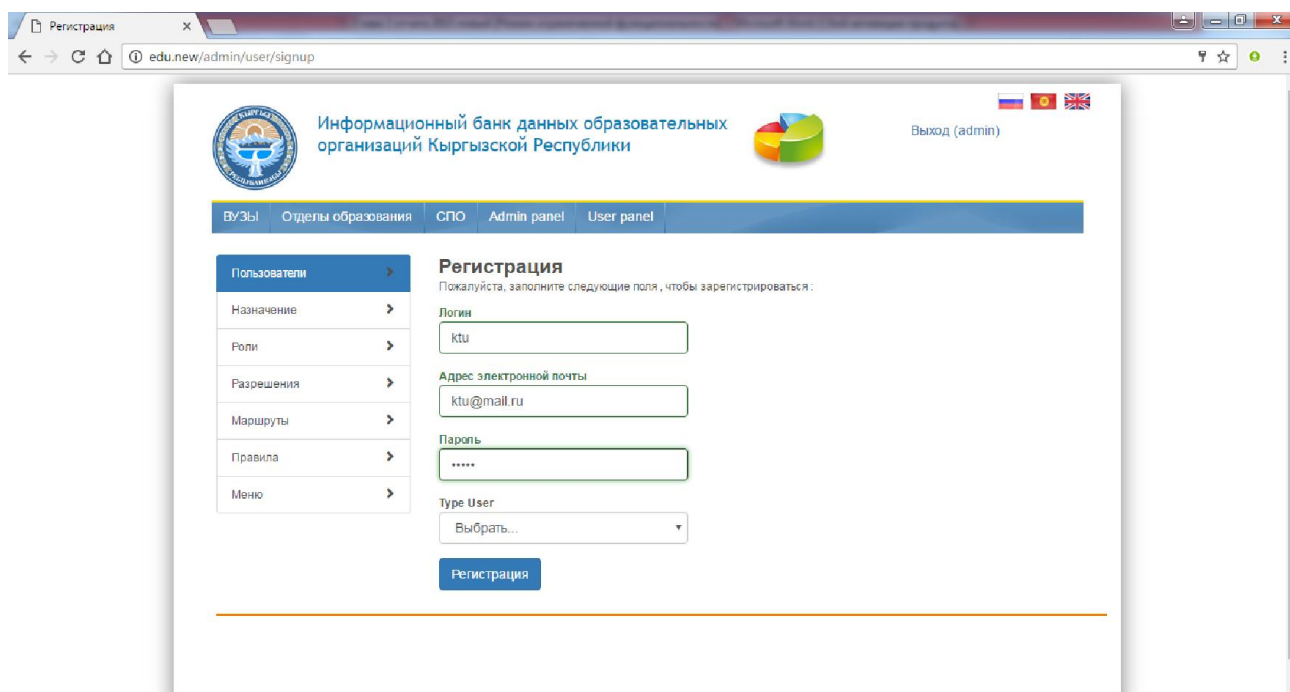 Регистрация
edu.new/admin/user/signup
Информационный банк данных образовательных
организаций Кыргызской Республики
Выход (admin)
ВУЗЫ Отделы образования СПО Admin panel User panel
Пользователи
Назначение
Роли
Разрешения
Маршруты
Правила
Меню
Регистрация
Пожалуйста, заполните следующие поля , чтобы зарегистрироваться :
Логин
ktu
Адрес электронной почты
ktu@mail.ru
Пароль
•••••
Type User
Выбрать...
Регистрация